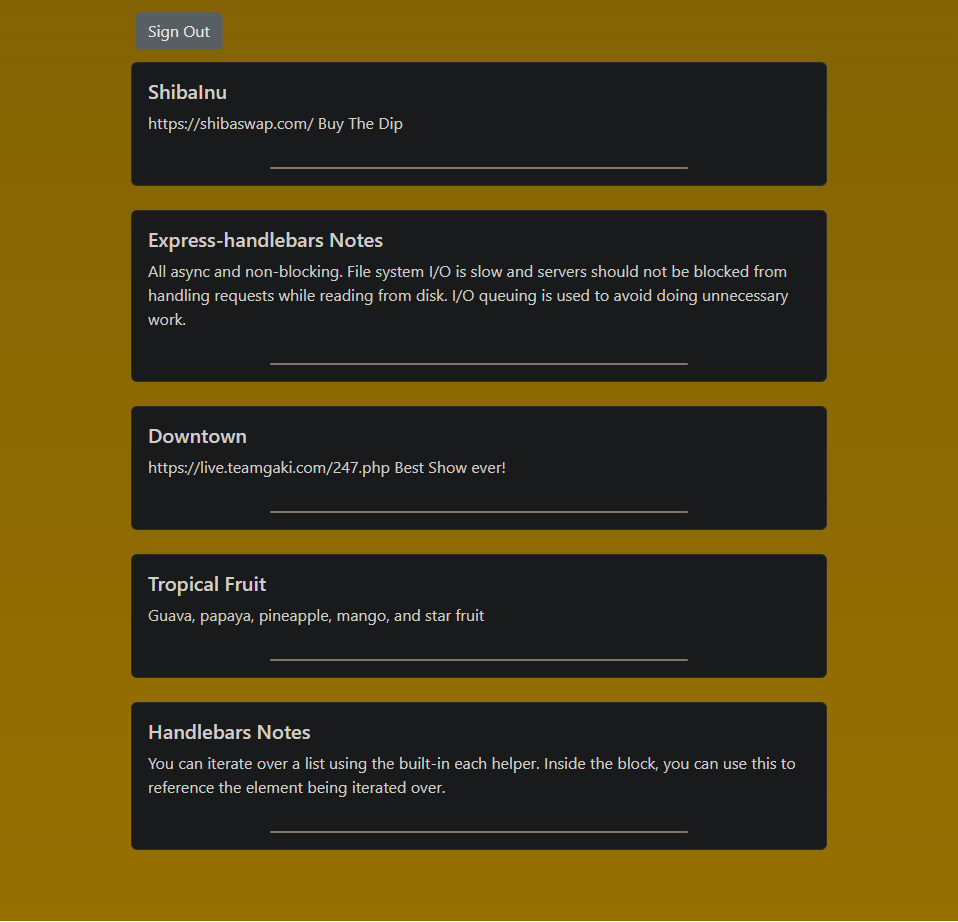 Sign Out
ShibaInu
https://shibaswap.com/ Buy The Dip
Express-handlebars Notes
All async and non-blocking. File system I/O is slow and servers should not be blocked from
handling requests while reading from disk. I/O queuing is used to avoid doing unnecessary
work.
Downtown
https://live.teamgaki.com/247.php Best Show ever!
Tropical Fruit
Guava, papaya, pineapple, mango, and star fruit
Handlebars Notes
You can iterate over a list using the built-in each helper. Inside the block, you can use this to
reference the element being iterated over.